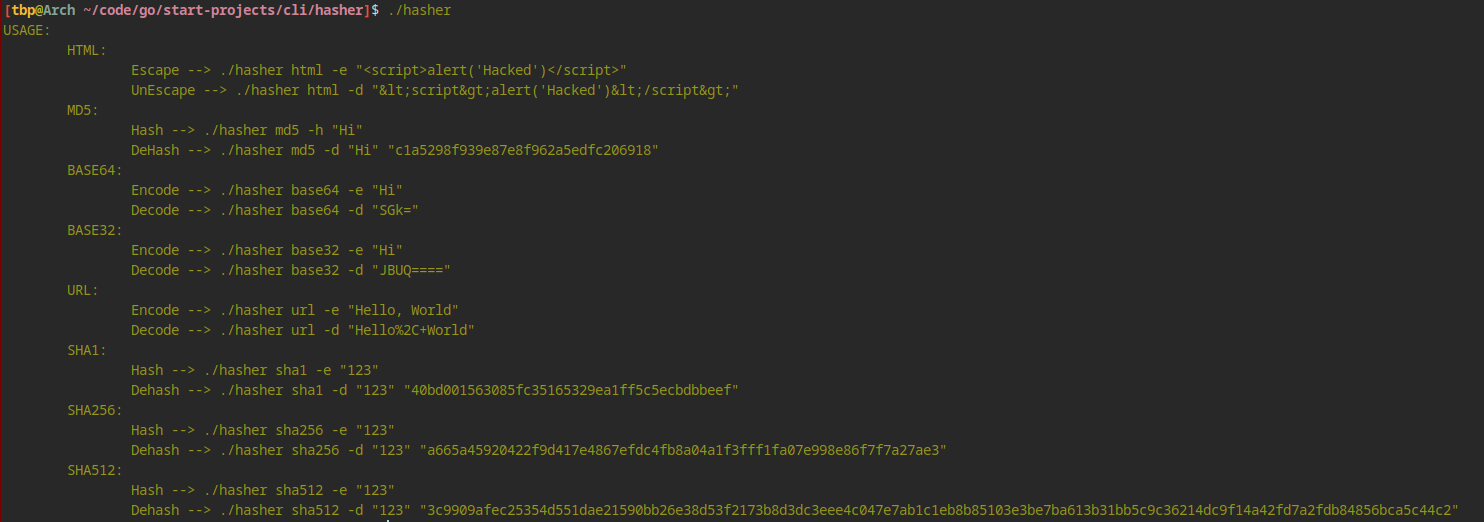 [tbp@Arch ~/code/go/start-projects/cli/hasher]$ ./hasher
USAGE:
HTML:
Escape --> ./hasher html -e "<script>alert('Hacked')</script>"
UnEscape --> ./hasher html -d "&lt;script&gt;alert('Hacked')&lt;/script&gt;"
MD5:
Hash --> ./hasher md5 -h "Hi"
DeHash --> ./hasher md5 -d "Hi" "c1a5298f939e87e8f962a5edfc206918"
BASE64:
Encode --> ./hasher base64 -e "Hi"
Decode --> ./hasher base64 -d "SGk="
BASE32:
Encode --> ./hasher base32 -e "Hi"
Decode --> ./hasher base32 -d "JBUQ===="
URL:
Encode --> ./hasher url -e "Hello, World"
Decode --> ./hasher url -d "Hello%2C+World"
SHA1:
Hash --> ./hasher sha1 -e "123"
Dehash --> ./hasher sha1 -d "123" "40bd001563085fc35165329ea1ff5c5ecbdbbeef"
SHA256:
Hash --> ./hasher sha256 -e "123"
Dehash --> ./hasher sha256 -d "123" "a665a45920422f9d417e4867efdc4fb8a04a1f3fff1fa07e998e86f7f7a27ae3"
SHA512:
Hash --> ./hasher sha512 -e "123"
Dehash --> ./hasher sha512 -d "123" "3c9909afec25354d551dae21590bb26e38d53f2173b8d3dc3eee4c047e7ab1c1eb8b85103e3be7ba613b31bb5c9c36214dc9f14a42fd7a2fdb84856bca5c44c2"